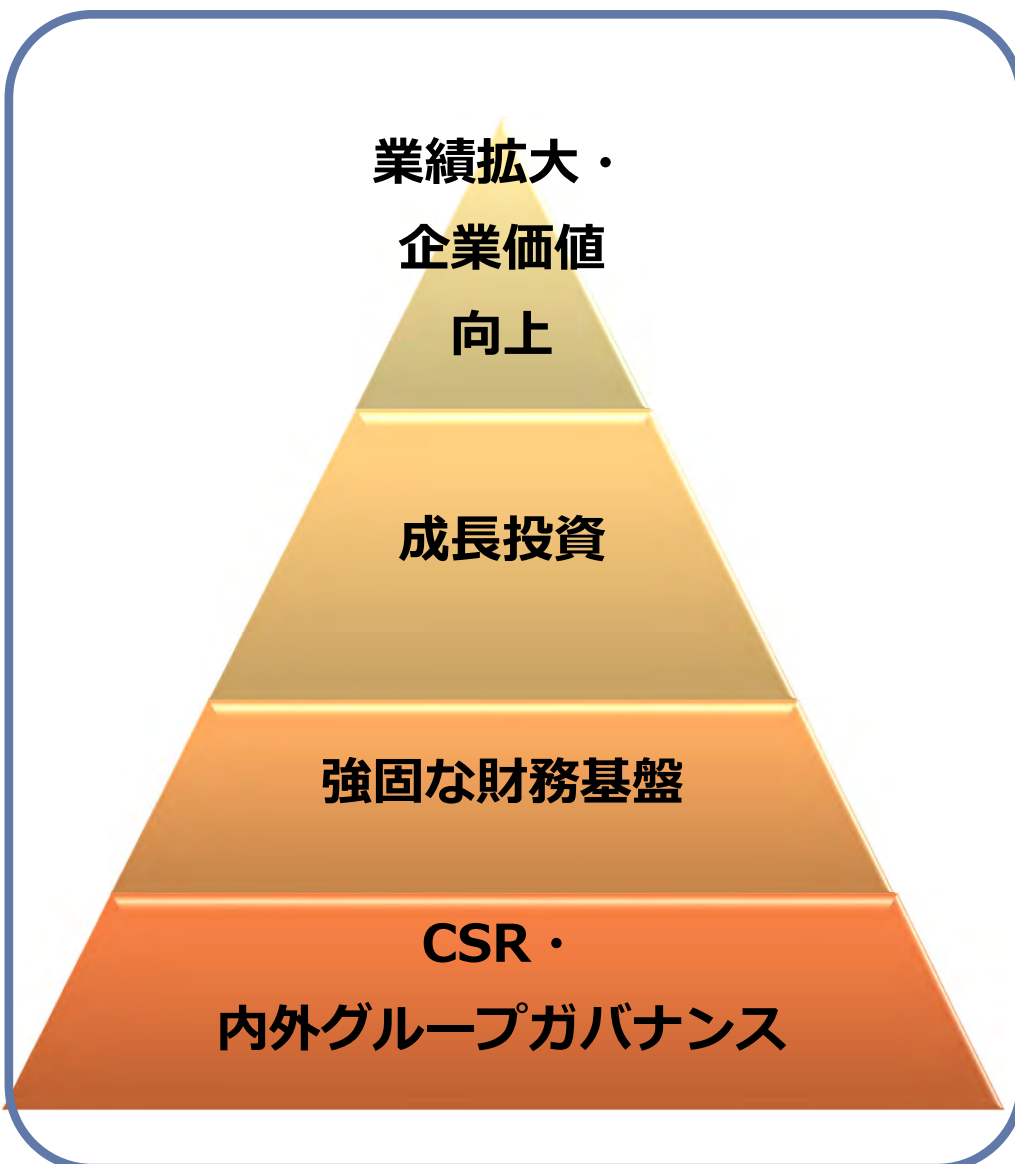 業績拡大・
企業価値
向上
成長投資
強固な財務基盤
CSR・
内外グループガバナンス